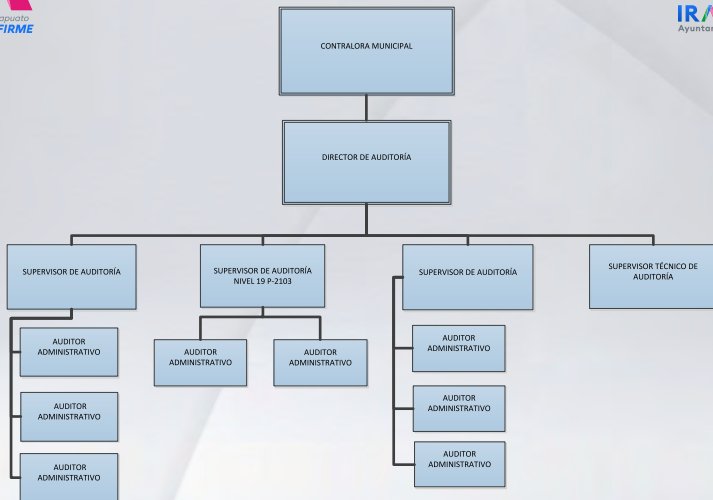 apuato
FIRME
IRA
Ayuntam
CONTRALORA MUNICIPAL
DIRECTOR DE AUDITORÍA
SUPERVISOR DE AUDITORÍA
SUPERVISOR DE AUDITORÍA
NIVEL 19 P-2103
SUPERVISOR DE AUDITORÍA
SUPERVISOR TÉCNICO DE
AUDITORÍA
AUDITOR
ADMINISTRATIVO
AUDITOR
ADMINISTRATIVO
AUDITOR
ADMINISTRATIVO
AUDITOR
ADMINISTRATIVO
AUDITOR
ADMINISTRATIVO
AUDITOR
ADMINISTRATIVO
AUDITOR
ADMINISTRATIVO
AUDITOR
ADMINISTRATIVO